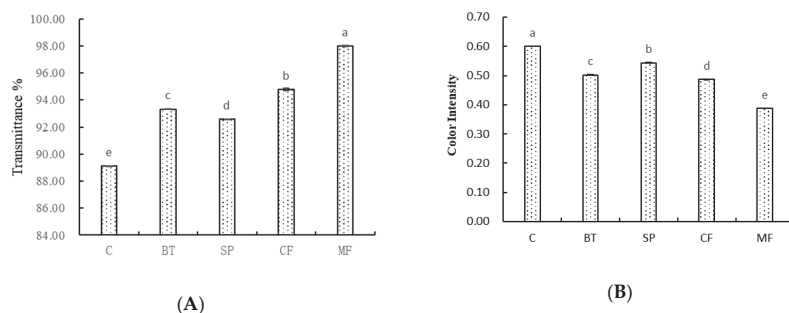 100.00
98.00
96.00
94.00
92.00
90.00
88.00
86.00
84.00
Transmittance %
e
c
d
b
a
C BT SP CF MF
(A)
0.70
0.60
0.50
0.40
0.30
0.20
0.10
0.00
Color Intensity
a
c
b
d
e
C BT SP CF MF
(B)